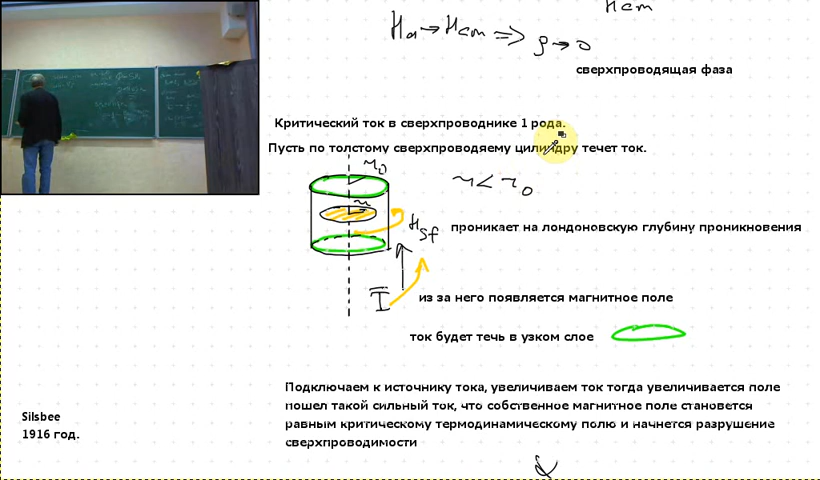 Hcm
Ha → Hcm => ρ → 0
сверхпроводящая фаза
Критический ток в сверхпроводнике 1 рода.
Пусть по толстому сверхпроводяему цилиндру течет ток.
r₀
r < r₀
r
Hsf
проникает на лондоновскую глубину проникновения
I
из за него появляется магнитное поле
ток будет течь в узком слое
Подключаем к источнику тока, увеличиваем ток тогда увеличивается поле
пошел такой сильный ток, что собственное магнитное поле становется
равным критическому термодинамическому полю и начнется разрушение
сверхпроводимости
Silsbee
1916 год.